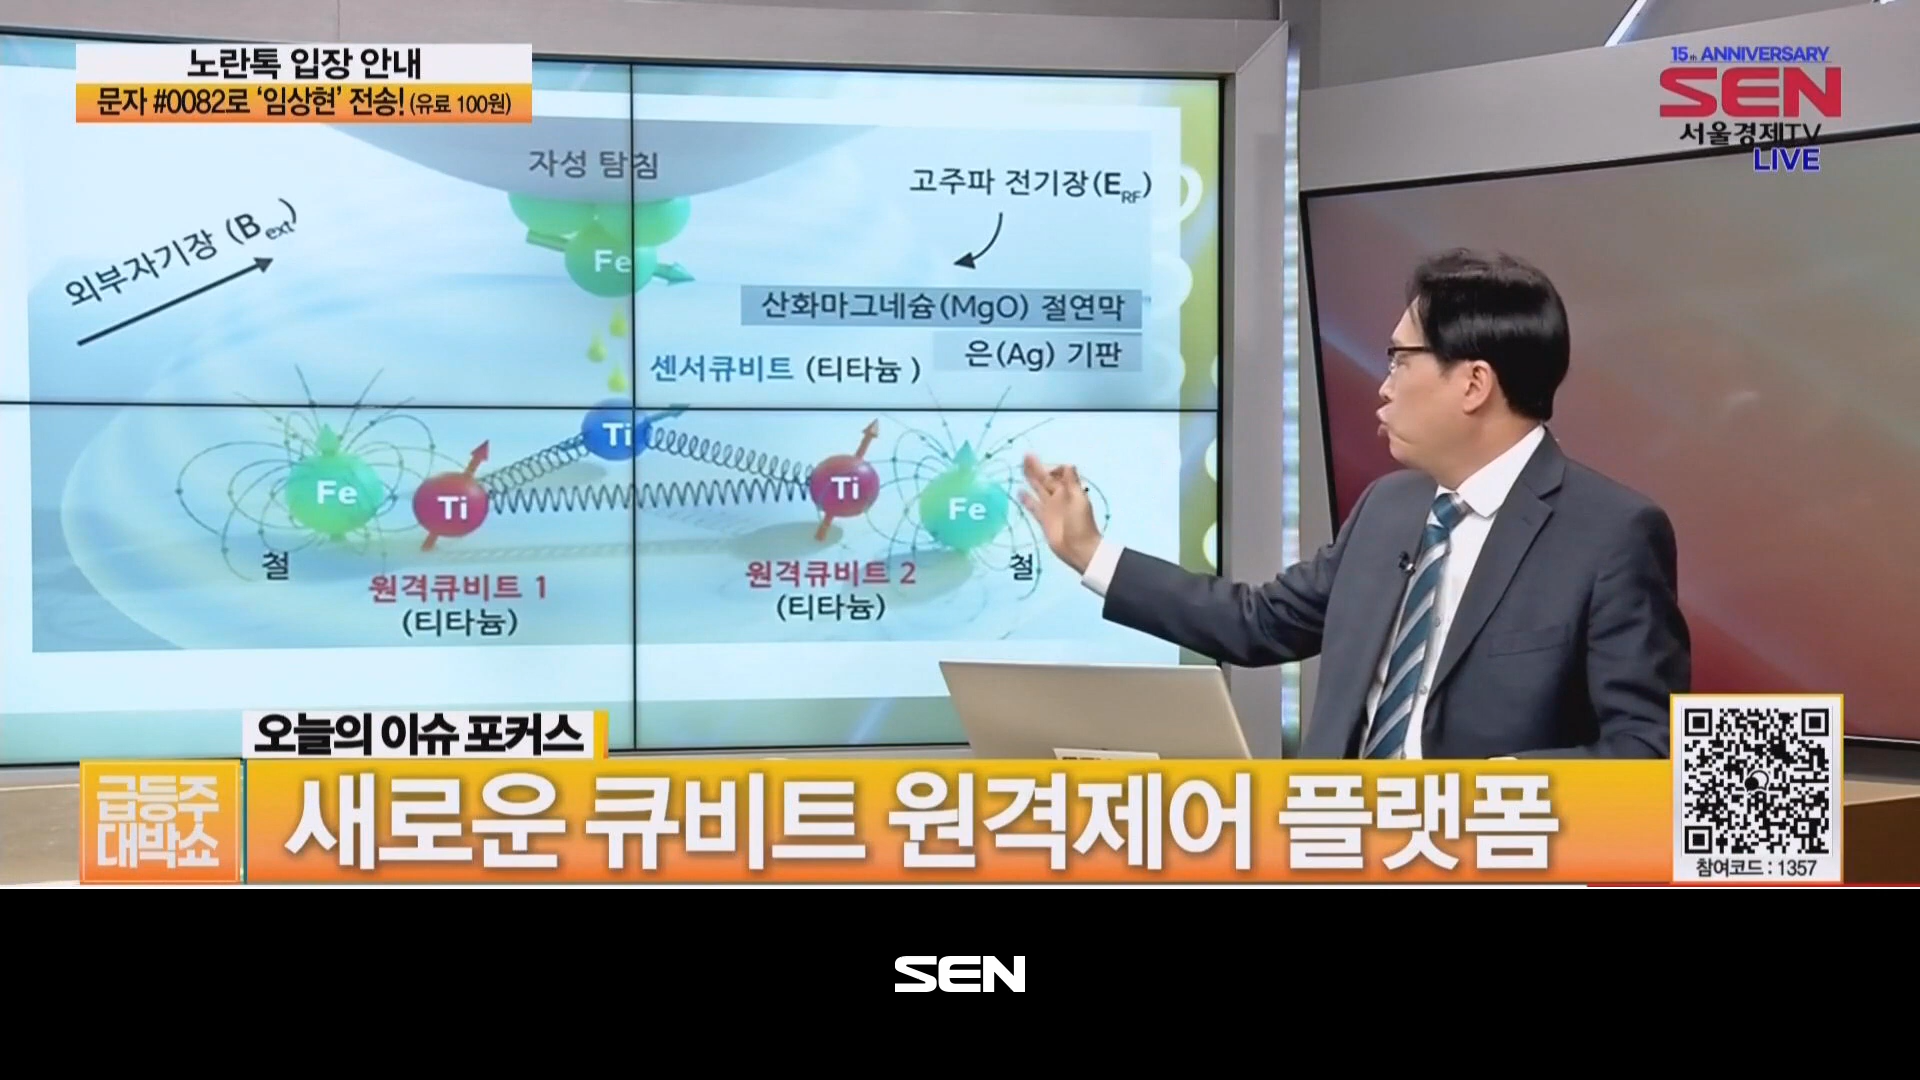 노란톡 입장 안내
문자 #0082로 '임상현' 전송! (유료 100원)
15th ANNIVERSARY
SEN
서울경제TV
LIVE
자성 탐침
고주파 전기장(E_RF)
외부자기장 (B_ext)
Fe
산화마그네슘(MgO) 절연막
은(Ag) 기판
센서큐비트 (티타늄)
Ti
Fe
Ti
Ti
Fe
철
철
원격큐비트 1
(티타늄)
원격큐비트 2
(티타늄)
오늘의 이슈 포커스
급등주
대박쇼
새로운 큐비트 원격제어 플랫폼
참여코드 : 1357
SEN